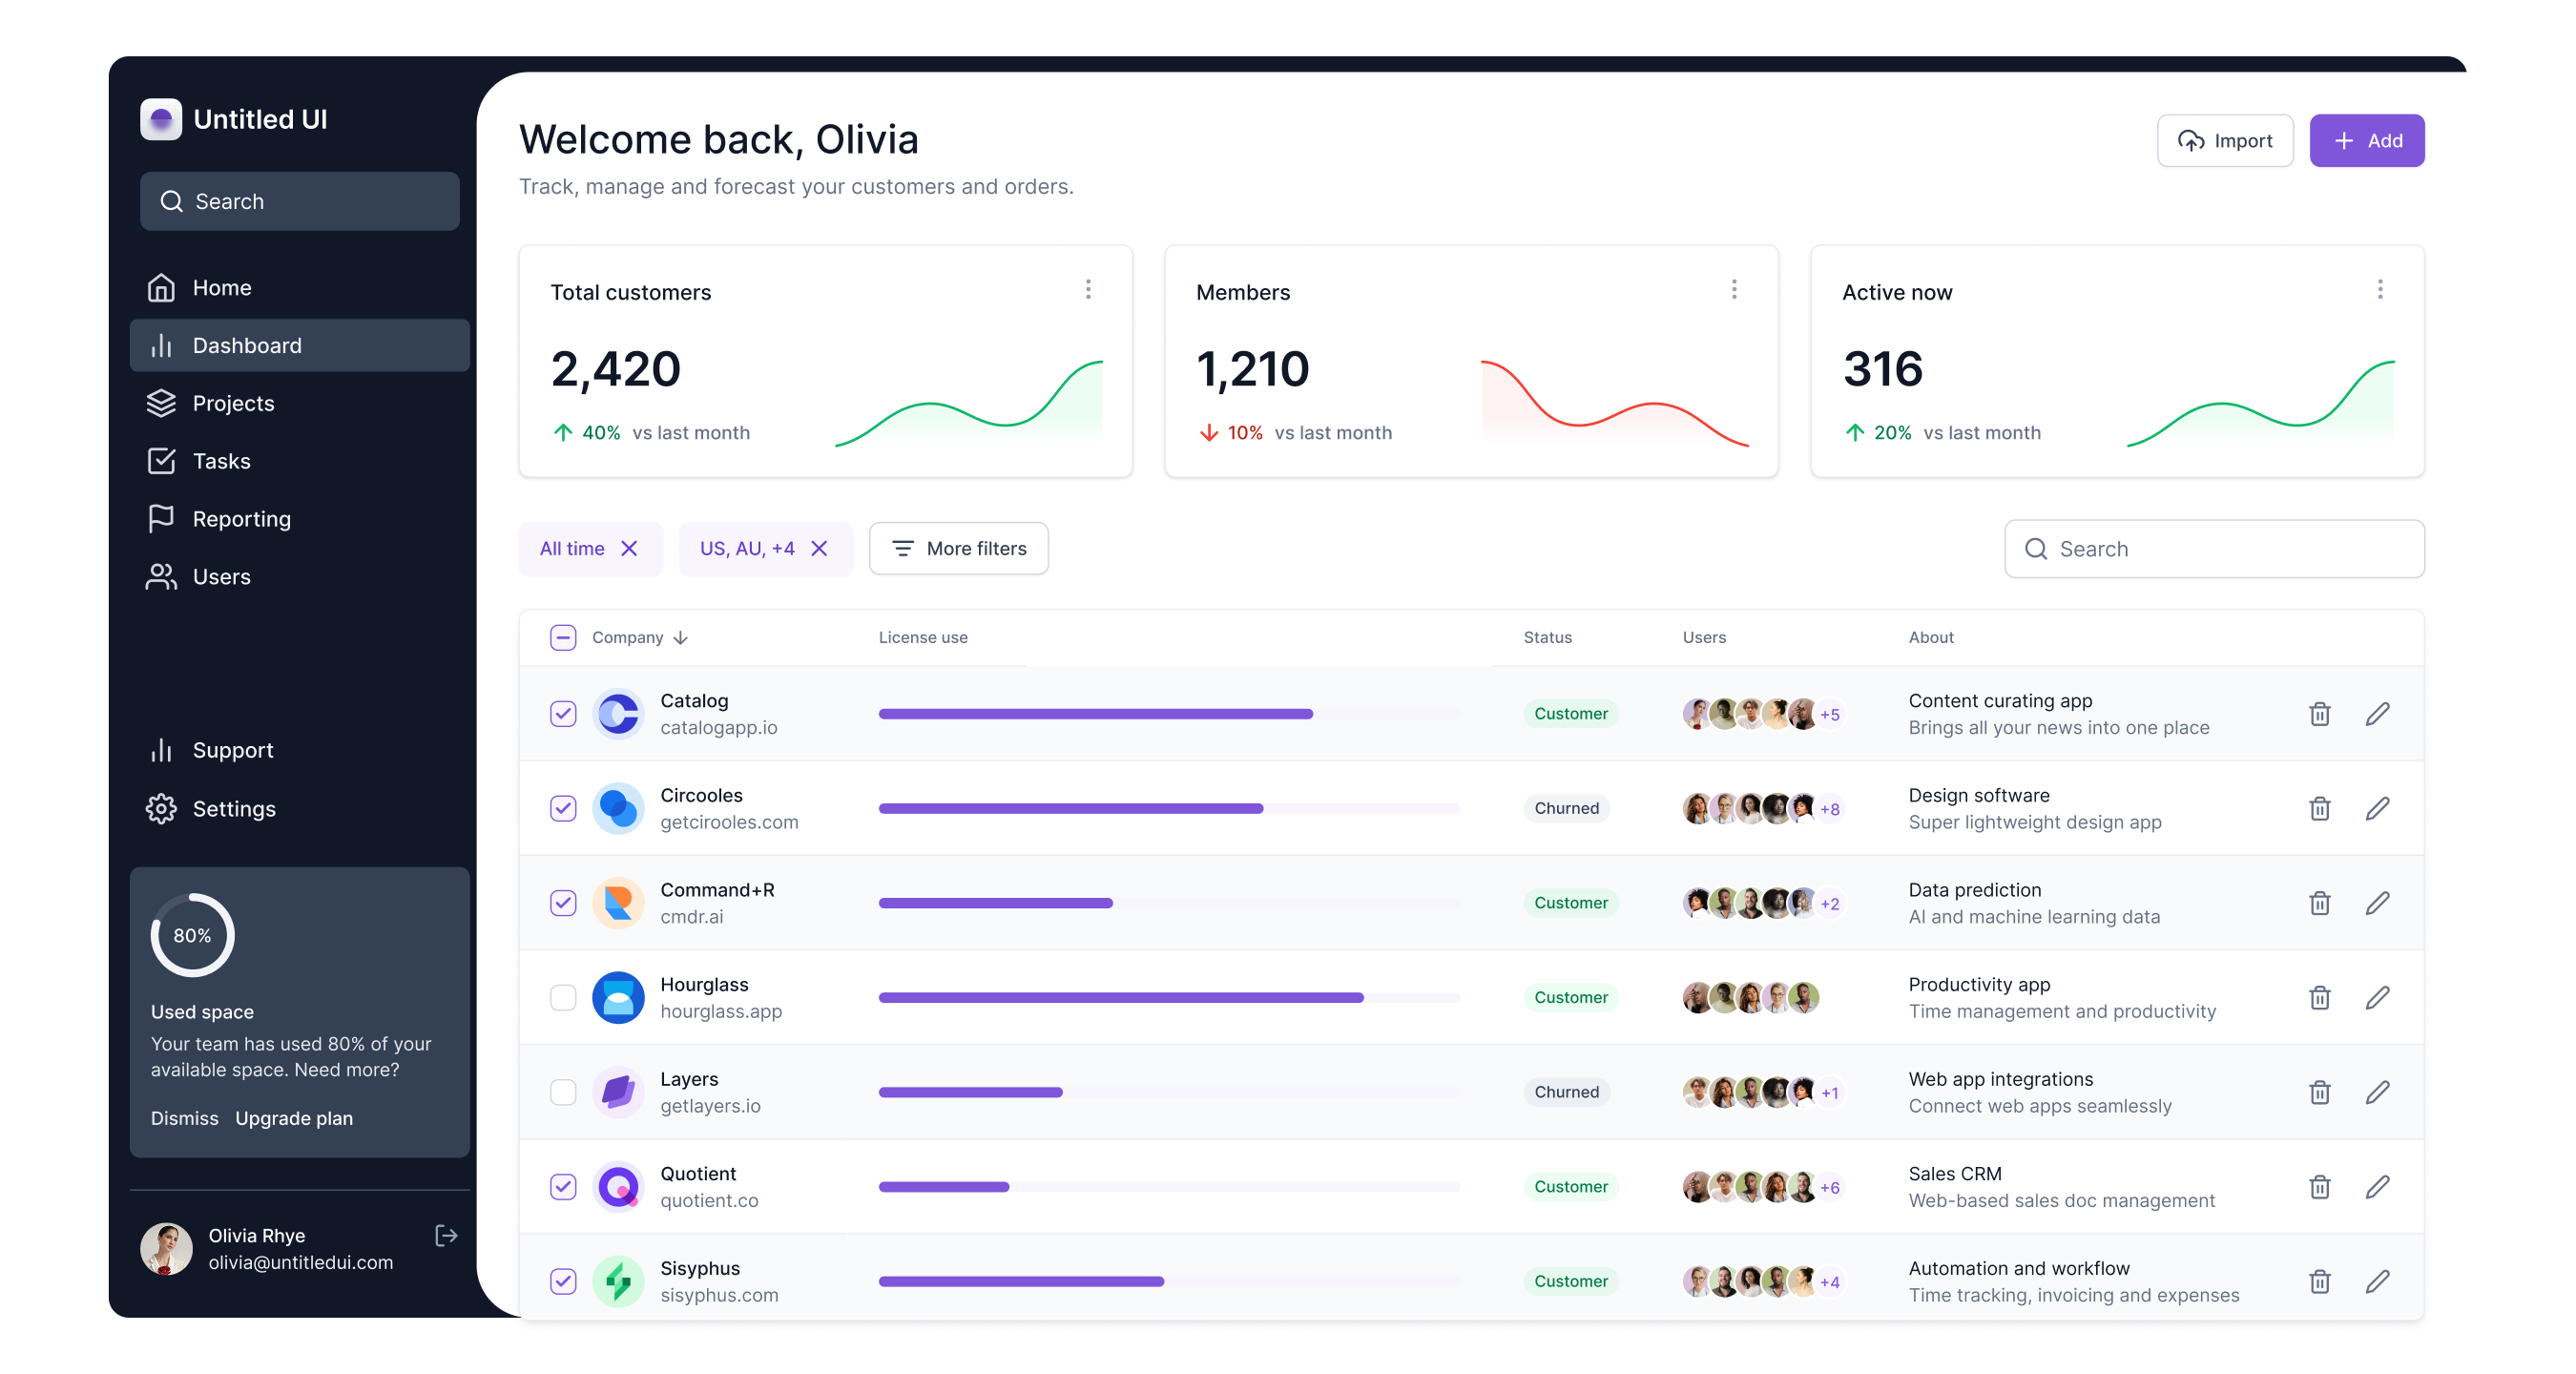 Untitled UI
Search
Home
Dashboard
Projects
Tasks
Reporting
Users
Support
Settings
80%
Used space
Your team has used 80% of your
available space. Need more?
Dismiss Upgrade plan
Olivia Rhye
olivia@untitledui.com
Welcome back, Olivia
Track, manage and forecast your customers and orders.
Import
Add
Total customers
2,420
40% vs last month
Members
1,210
10% vs last month
Active now
316
20% vs last month
All time
US, AU, +4
More filters
Search
Company License use Status Users About
Catalog
catalogapp.io
Customer
+5
Content curating app
Brings all your news into one place
Circooles
getcirooles.com
Churned
+8
Design software
Super lightweight design app
Command+R
cmdr.ai
Customer
+2
Data prediction
AI and machine learning data
Hourglass
hourglass.app
Customer
Productivity app
Time management and productivity
Layers
getlayers.io
Churned
+1
Web app integrations
Connect web apps seamlessly
Quotient
quotient.co
Customer
+6
Sales CRM
Web-based sales doc management
Sisyphus
sisyphus.com
Customer
+4
Automation and workflow
Time tracking, invoicing and expenses